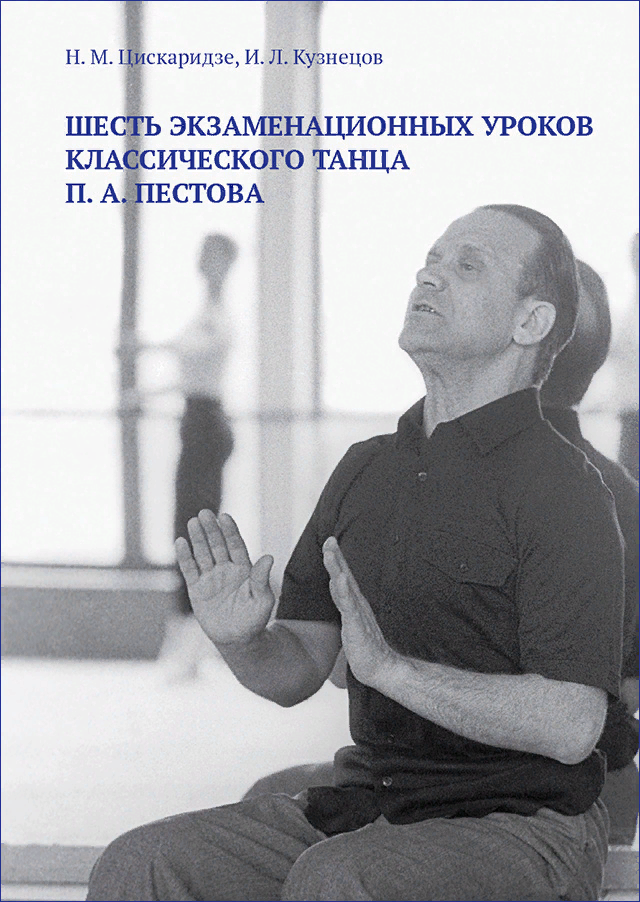 Н. М. Цискаридзе, И. Л. Кузнецов
ШЕСТЬ ЭКЗАМЕНАЦИОННЫХ УРОКОВ
КЛАССИЧЕСКОГО ТАНЦА
П. А. ПЕСТОВА